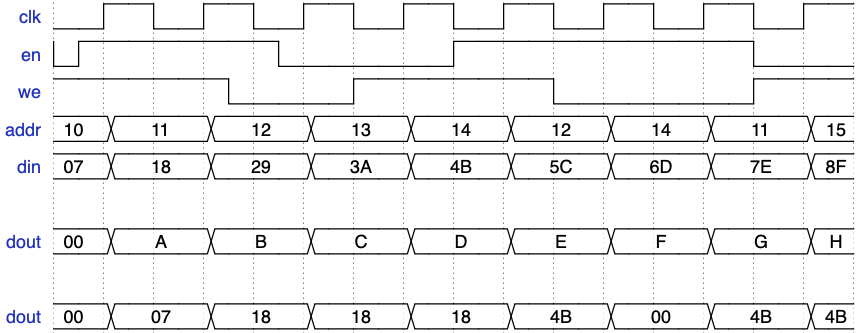 clk
en
we
addr 10 11 12 13 14 12 14 11 15
din 07 18 29 3A 4B 5C 6D 7E 8F
dout 00 A B C D E F G H
dout 00 07 18 18 18 4B 00 4B 4B